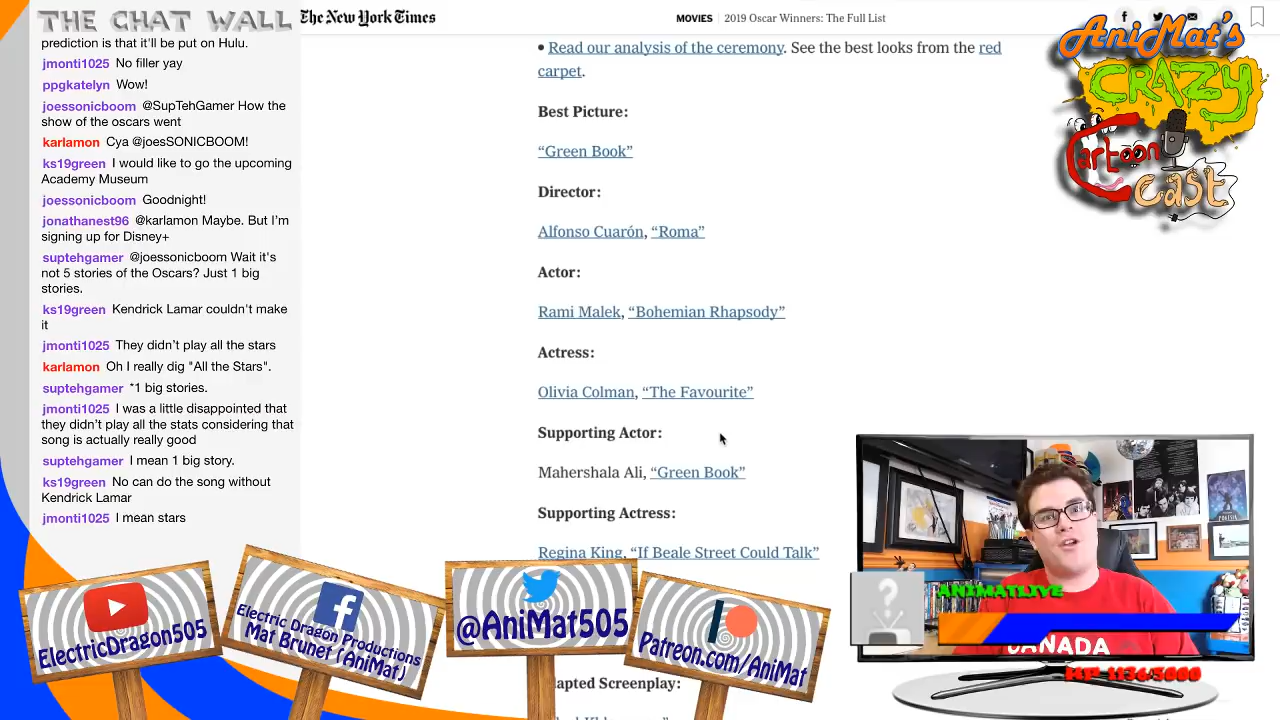 THE CHAT WALL
prediction is that it'll be put on Hulu.
jmonti1025 No filler yay
ppgkatelyn Wow!
joessonicboom @SupTehGamer How the
show of the oscars went
karlamon Cya @joesSONICBOOM!
ks19green I would like to go the upcoming
Academy Museum
joessonicboom Goodnight!
jonathanest96 @karlamon Maybe. But I'm
signing up for Disney+
suptehgamer @joessonicboom Wait it's
not 5 stories of the Oscars? Just 1 big
stories.
ks19green Kendrick Lamar couldn't make
it
jmonti1025 They didn't play all the stars
karlamon Oh I really dig "All the Stars".
suptehgamer *1 big stories.
jmonti1025 I was a little disappointed that
they didn't play all the stats considering that
song is actually really good
suptehgamer I mean 1 big story.
ks19green No can do the song without
Kendrick Lamar
jmonti1025 I mean stars
The New York Times
MOVIES | 2019 Oscar Winners: The Full List
• Read our analysis of the ceremony. See the best looks from the red
carpet.
Best Picture:
“Green Book”
Director:
Alfonso Cuarón, “Roma”
Actor:
Rami Malek, “Bohemian Rhapsody”
Actress:
Olivia Colman, “The Favourite”
Supporting Actor:
Mahershala Ali, “Green Book”
Supporting Actress:
Regina King, “If Beale Street Could Talk”
apted Screenplay:
AniMat's
CRAZY
Cartoon
Cast
ANIMATLIVE
CANADA
ElectricDragon505
Electric Dragon Productions
Mat Brunet (AniMat)
@AniMat505
Patreon.com/AniMat